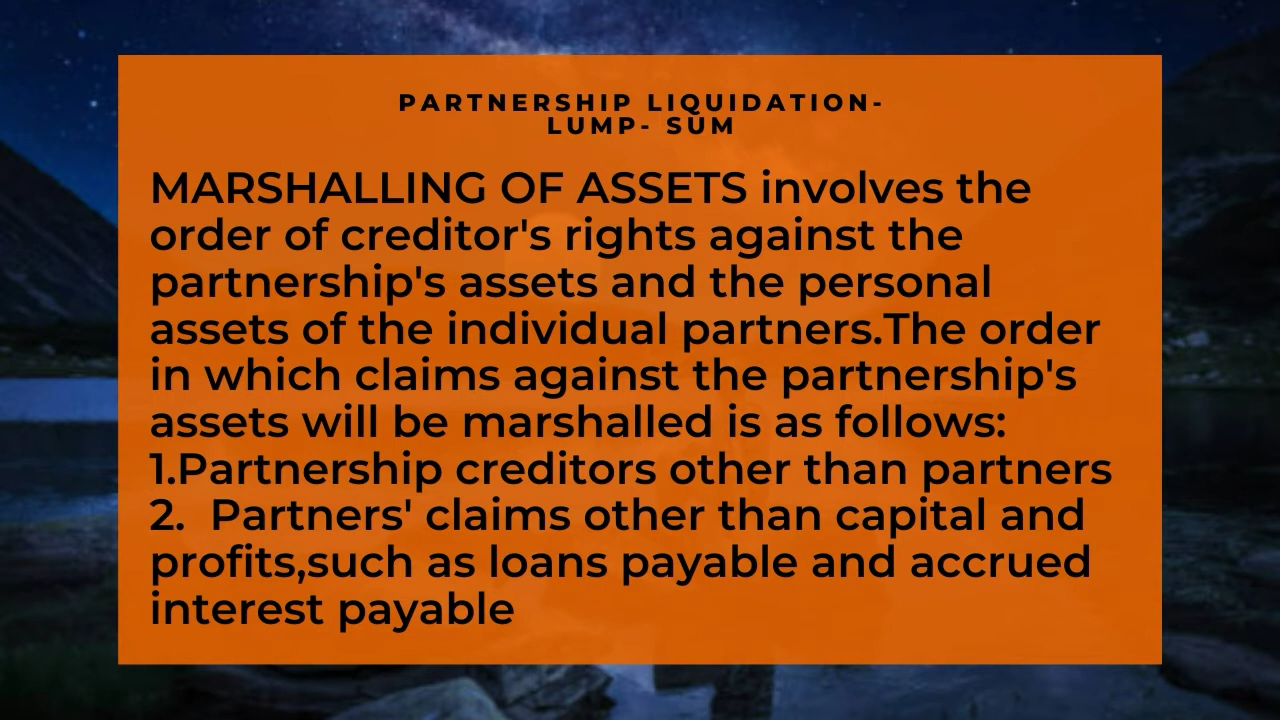 PARTNERSHIP LIQUIDATION-
LUMP- SUM
MARSHALLING OF ASSETS involves the
order of creditor's rights against the
partnership's assets and the personal
assets of the individual partners.The order
in which claims against the partnership's
assets will be marshalled is as follows:
1.Partnership creditors other than partners
2.  Partners' claims other than capital and
profits,such as loans payable and accrued
interest payable